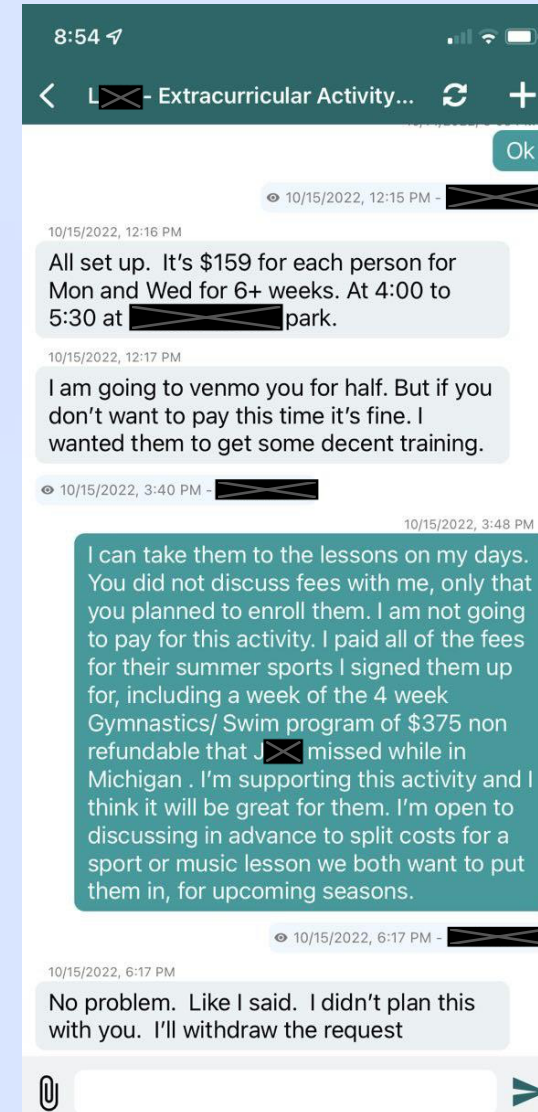 8:54
L - Extracurricular Activity...
Ok
10/15/2022, 12:15 PM -
10/15/2022, 12:16 PM
All set up. It's $159 for each person for
Mon and Wed for 6+ weeks. At 4:00 to
5:30 at park.
10/15/2022, 12:17 PM
I am going to venmo you for half. But if you
don't want to pay this time it's fine. I
wanted them to get some decent training.
10/15/2022, 3:40 PM -
10/15/2022, 3:48 PM
I can take them to the lessons on my days.
You did not discuss fees with me, only that
you planned to enroll them. I am not going
to pay for this activity. I paid all of the fees
for their summer sports I signed them up
for, including a week of the 4 week
Gymnastics/ Swim program of $375 non
refundable that J missed while in
Michigan . I'm supporting this activity and I
think it will be great for them. I'm open to
discussing in advance to split costs for a
sport or music lesson we both want to put
them in, for upcoming seasons.
10/15/2022, 6:17 PM -
10/15/2022, 6:17 PM
No problem. Like I said. I didn't plan this
with you. I'll withdraw the request